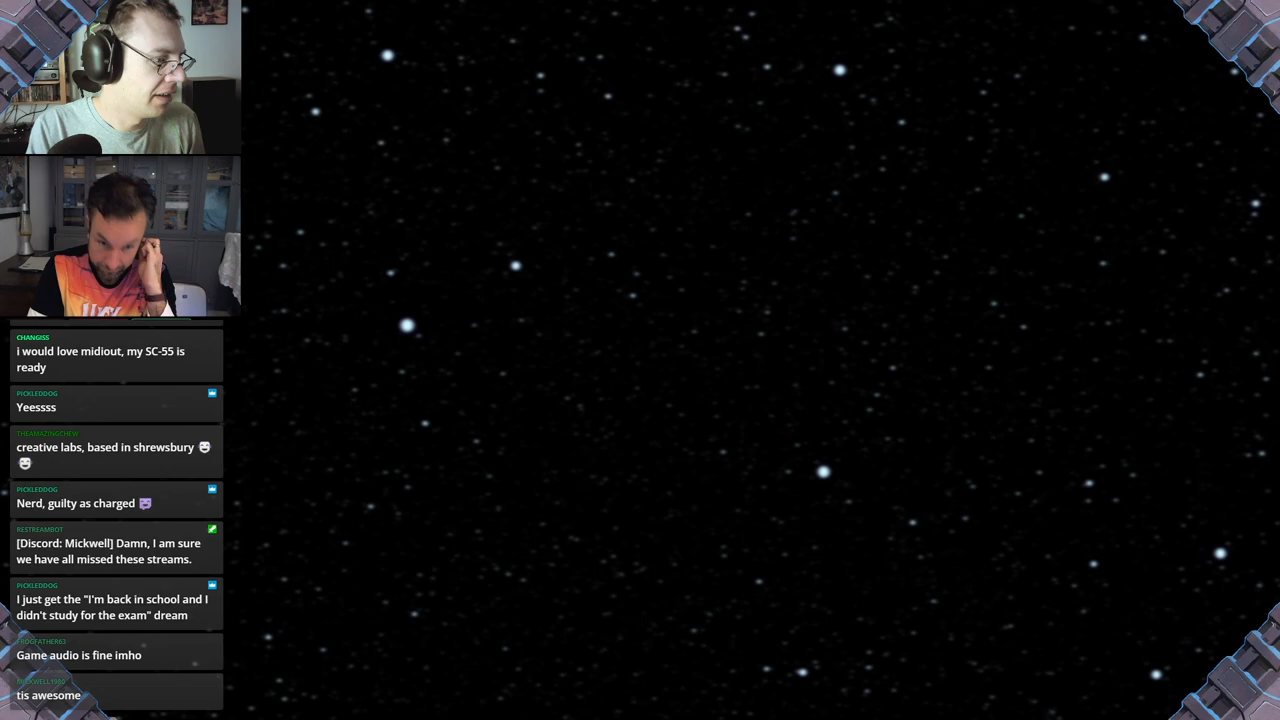 CHANGISS
i would love midiout, my SC-55 is
ready
PICKLEDDOG
Yeessss
THEAMAZINGCHEW
creative labs, based in shrewsbury
PICKLEDDOG
Nerd, guilty as charged
RESTREAMBOT
[Discord: Mickwell] Damn, I am sure
we have all missed these streams.
PICKLEDDOG
I just get the "I'm back in school and I
didn't study for the exam" dream
FROGFATHER63
Game audio is fine imho
tis awesome